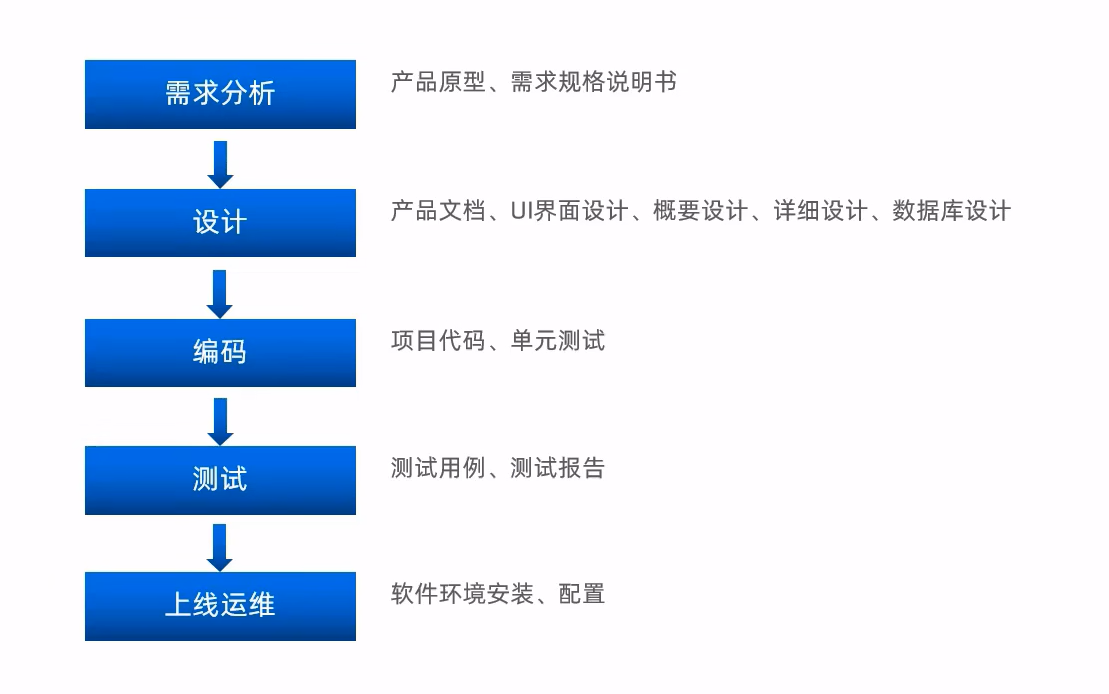 需求分析
产品原型、需求规格说明书
设计
产品文档、UI界面设计、概要设计、详细设计、数据库设计
编码
项目代码、单元测试
测试
测试用例、测试报告
上线运维
软件环境安装、配置